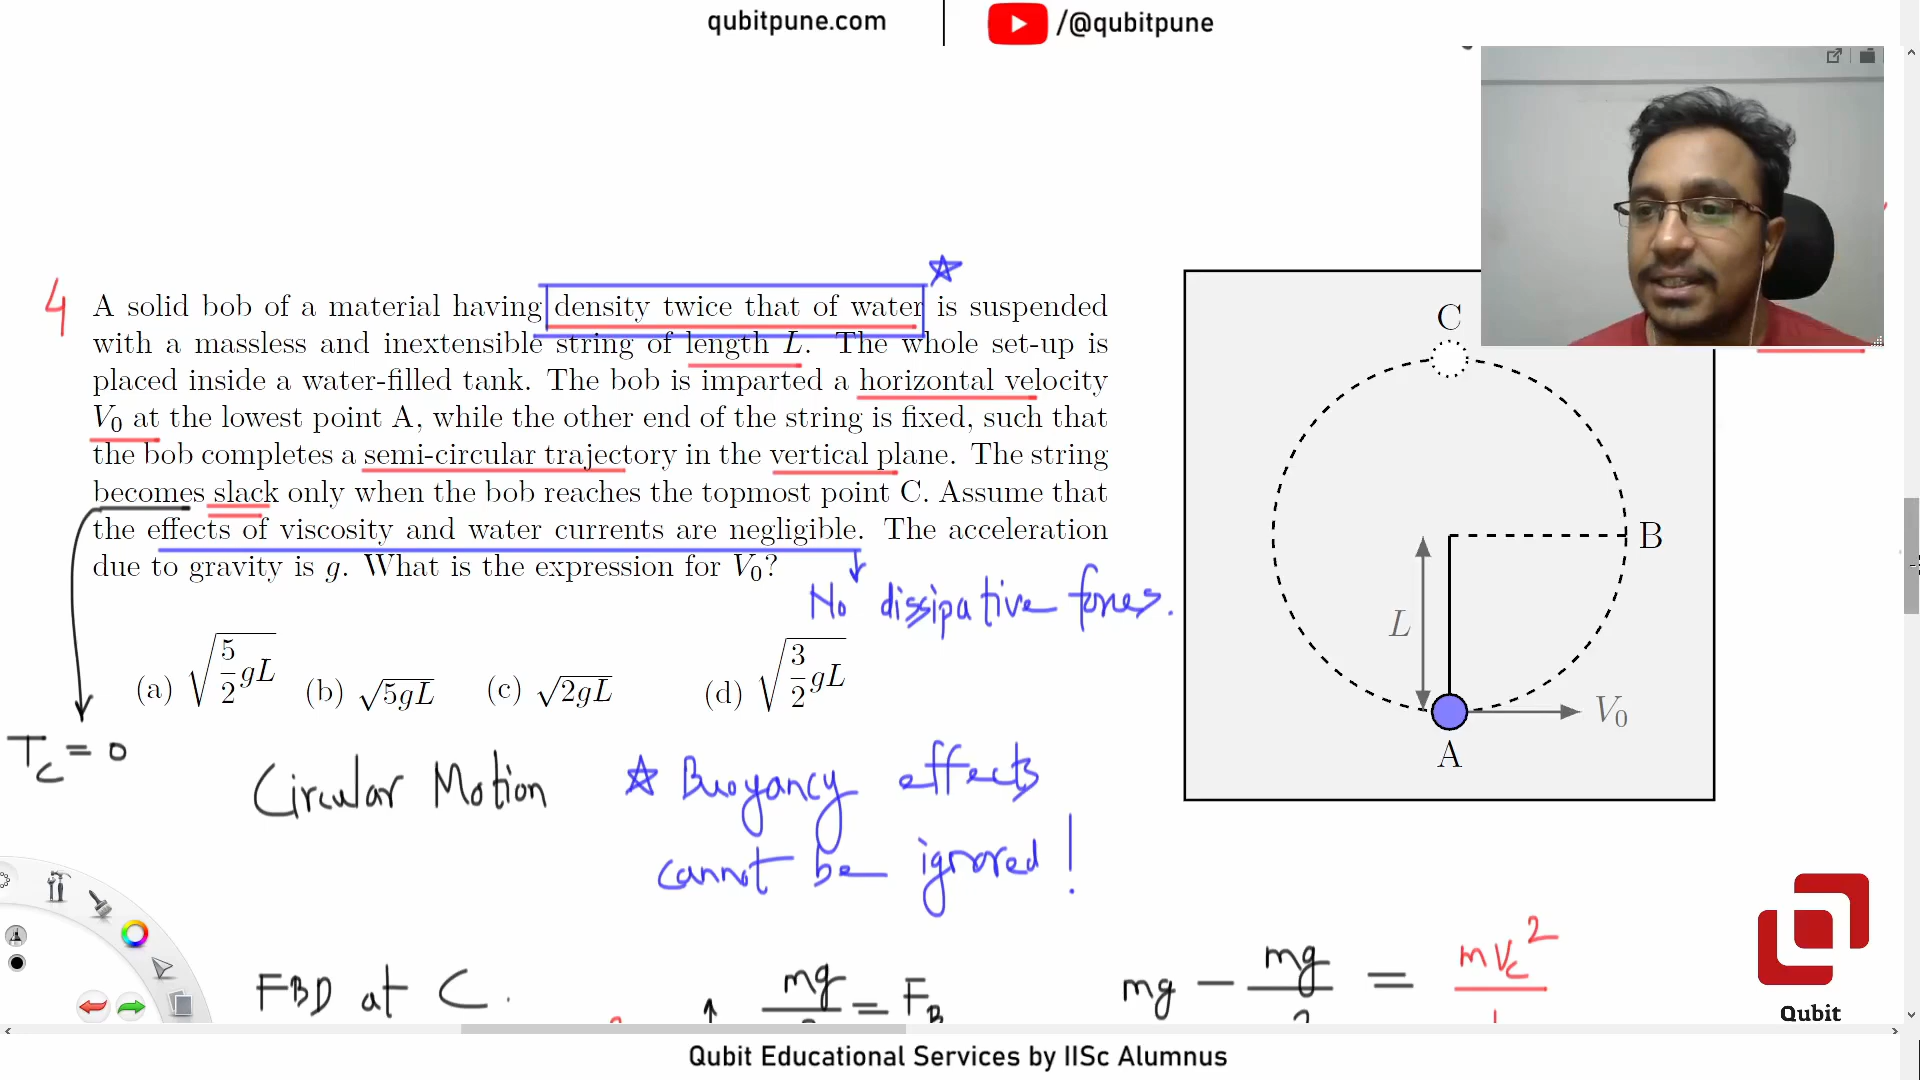 qubitpune.com | /@qubitpune
4 A solid bob of a material having density twice that of water is suspended
with a massless and inextensible string of length L. The whole set-up is
placed inside a water-filled tank. The bob is imparted a horizontal velocity
V₀ at the lowest point A, while the other end of the string is fixed, such that
the bob completes a semi-circular trajectory in the vertical plane. The string
becomes slack only when the bob reaches the topmost point C. Assume that
the effects of viscosity and water currents are negligible. The acceleration
due to gravity is g. What is the expression for V₀?
No dissipative forces.
(a) √(5/2 gL) (b) √(5gL) (c) √(2gL) (d) √(3/2 gL)
T_C = 0
Circular Motion
☆ Buoyancy effects
cannot be ignored!
FBD at C.
mg/2 = F_B
mg − mg/2 = mv_c²/L
C
B
L
V₀
A
Qubit
Qubit Educational Services by IISc Alumnus